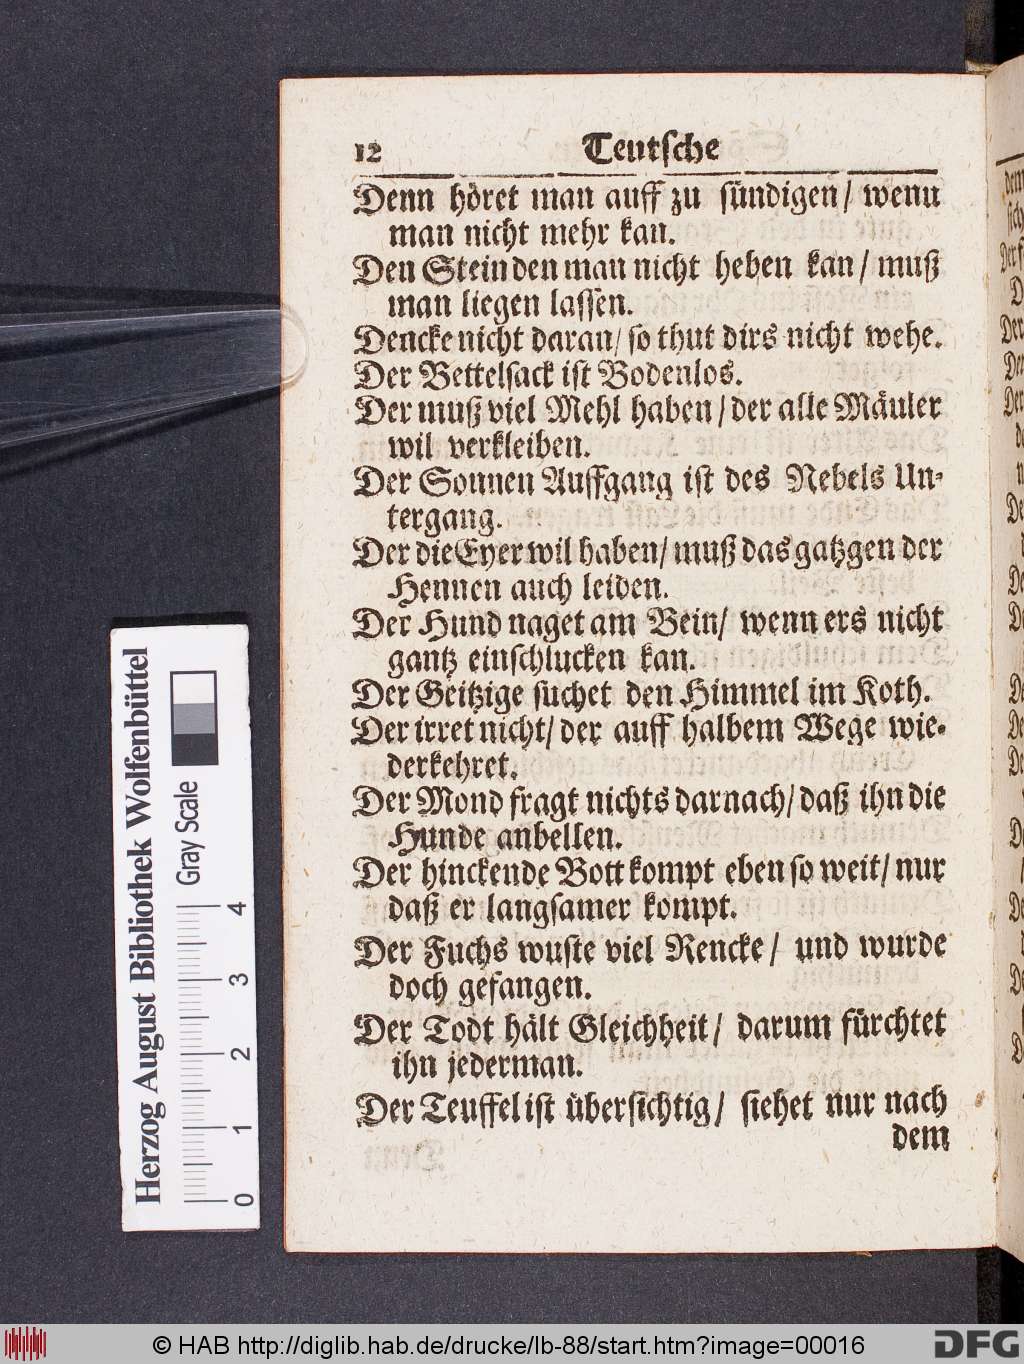 12 Teutsche
Denn höret man auff zu sündigen / wenn
man nicht mehr kan.
Den Stein den man nicht heben kan / muß
man liegen lassen.
Dencke nicht daran / so thut dirs nicht wehe.
Der Bettelsack ist Bodenlos.
Der muß viel Mehl haben / der alle Mäuler
wil verkleiben.
Der Sonnen Auffgang ist des Nebels Un-
tergang.
Der die Eyer wil haben / muß das gatzgen der
Hennen auch leiden.
Der Hund naget am Bein / wenn ers nicht
gantz einschlucken kan.
Der Geitzige suchet den Himmel im Koth.
Der irret nicht / der auff halbem Wege wie-
derkehret.
Der Mond fragt nichts darnach / daß ihn die
Hunde anbellen.
Der hinckende Bott kompt eben so weit / nur
daß er langsamer kompt.
Der Fuchs wuste viel Rencke / und wurde
doch gefangen.
Der Todt hält Gleichheit / darum fürchtet
ihn jederman.
Der Teuffel ist übersichtig / siehet nur nach
dem
Herzog August Bibliothek Wolfenbüttel
Gray Scale
0 1 2 3 4
© HAB http://diglib.hab.de/drucke/lb-88/start.htm?image=00016
DFG